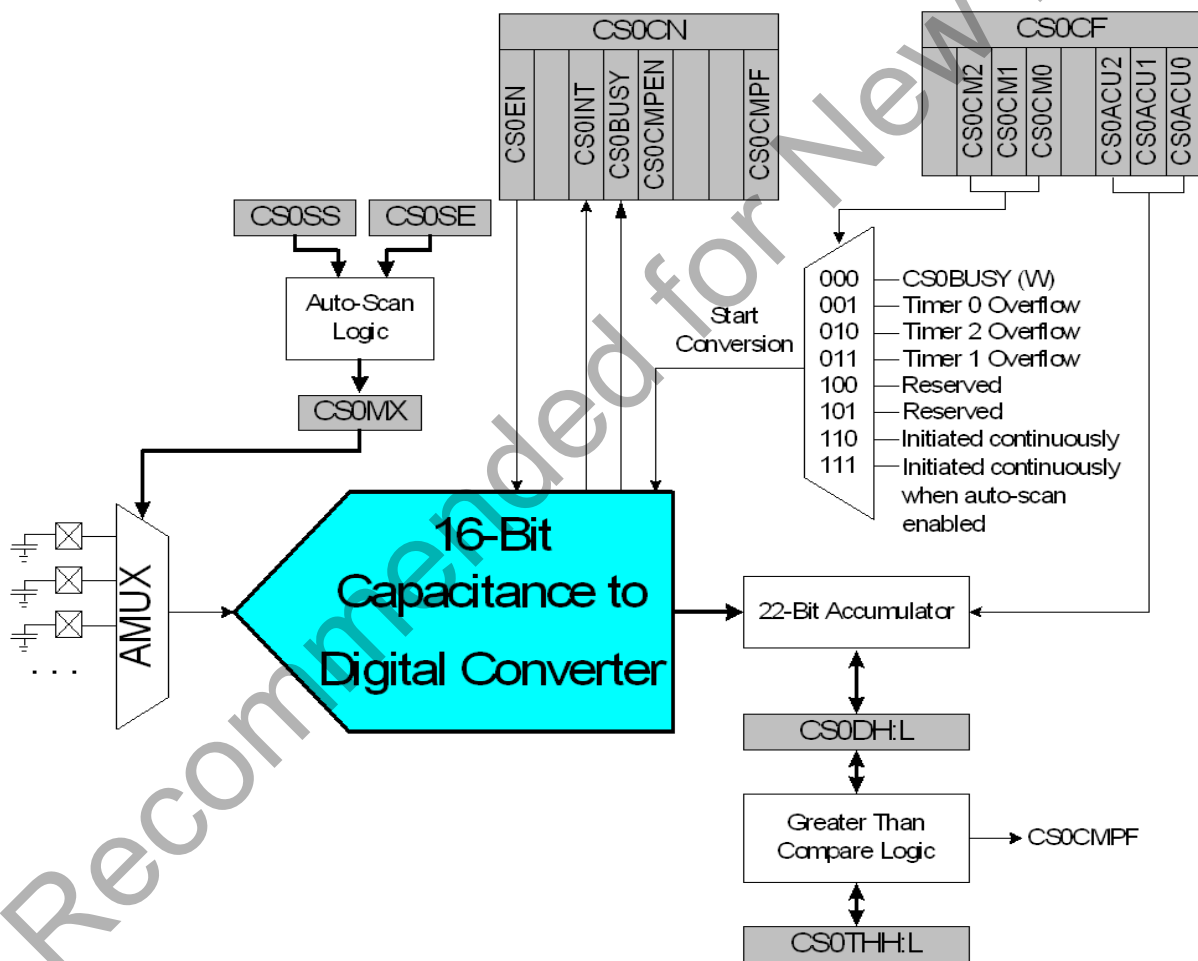 CS0CN
CS0EN
CS0INT
CS0BUSY
CS0CMPEN
CS0CMPF
CS0CF
CS0CM2
CS0CM1
CS0CM0
CS0ACU2
CS0ACU1
CS0ACU0
CS0SS
CS0SE
Auto-Scan
Logic
CS0MX
Start
Conversion
000 CS0BUSY (W)
001 Timer 0 Overflow
010 Timer 2 Overflow
011 Timer 1 Overflow
100 Reserved
101 Reserved
110 Initiated continuously
111 Initiated continuously
when auto-scan
enabled
AMUX
. . .
16-Bit
Capacitance to
Digital Converter
22-Bit Accumulator
CS0DH:L
Greater Than
Compare Logic
CS0CMPF
CS0THH:L
Recommended for New